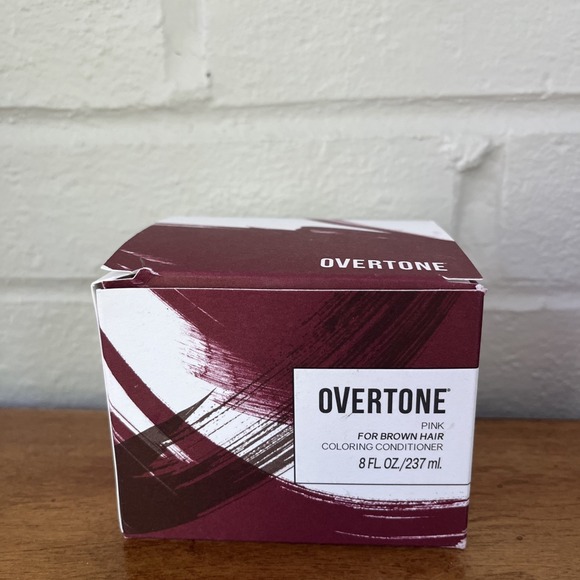 OVERTONE
OVERTONE®
PINK
FOR BROWN HAIR
COLORING CONDITIONER
8 FL. OZ./237 ml.